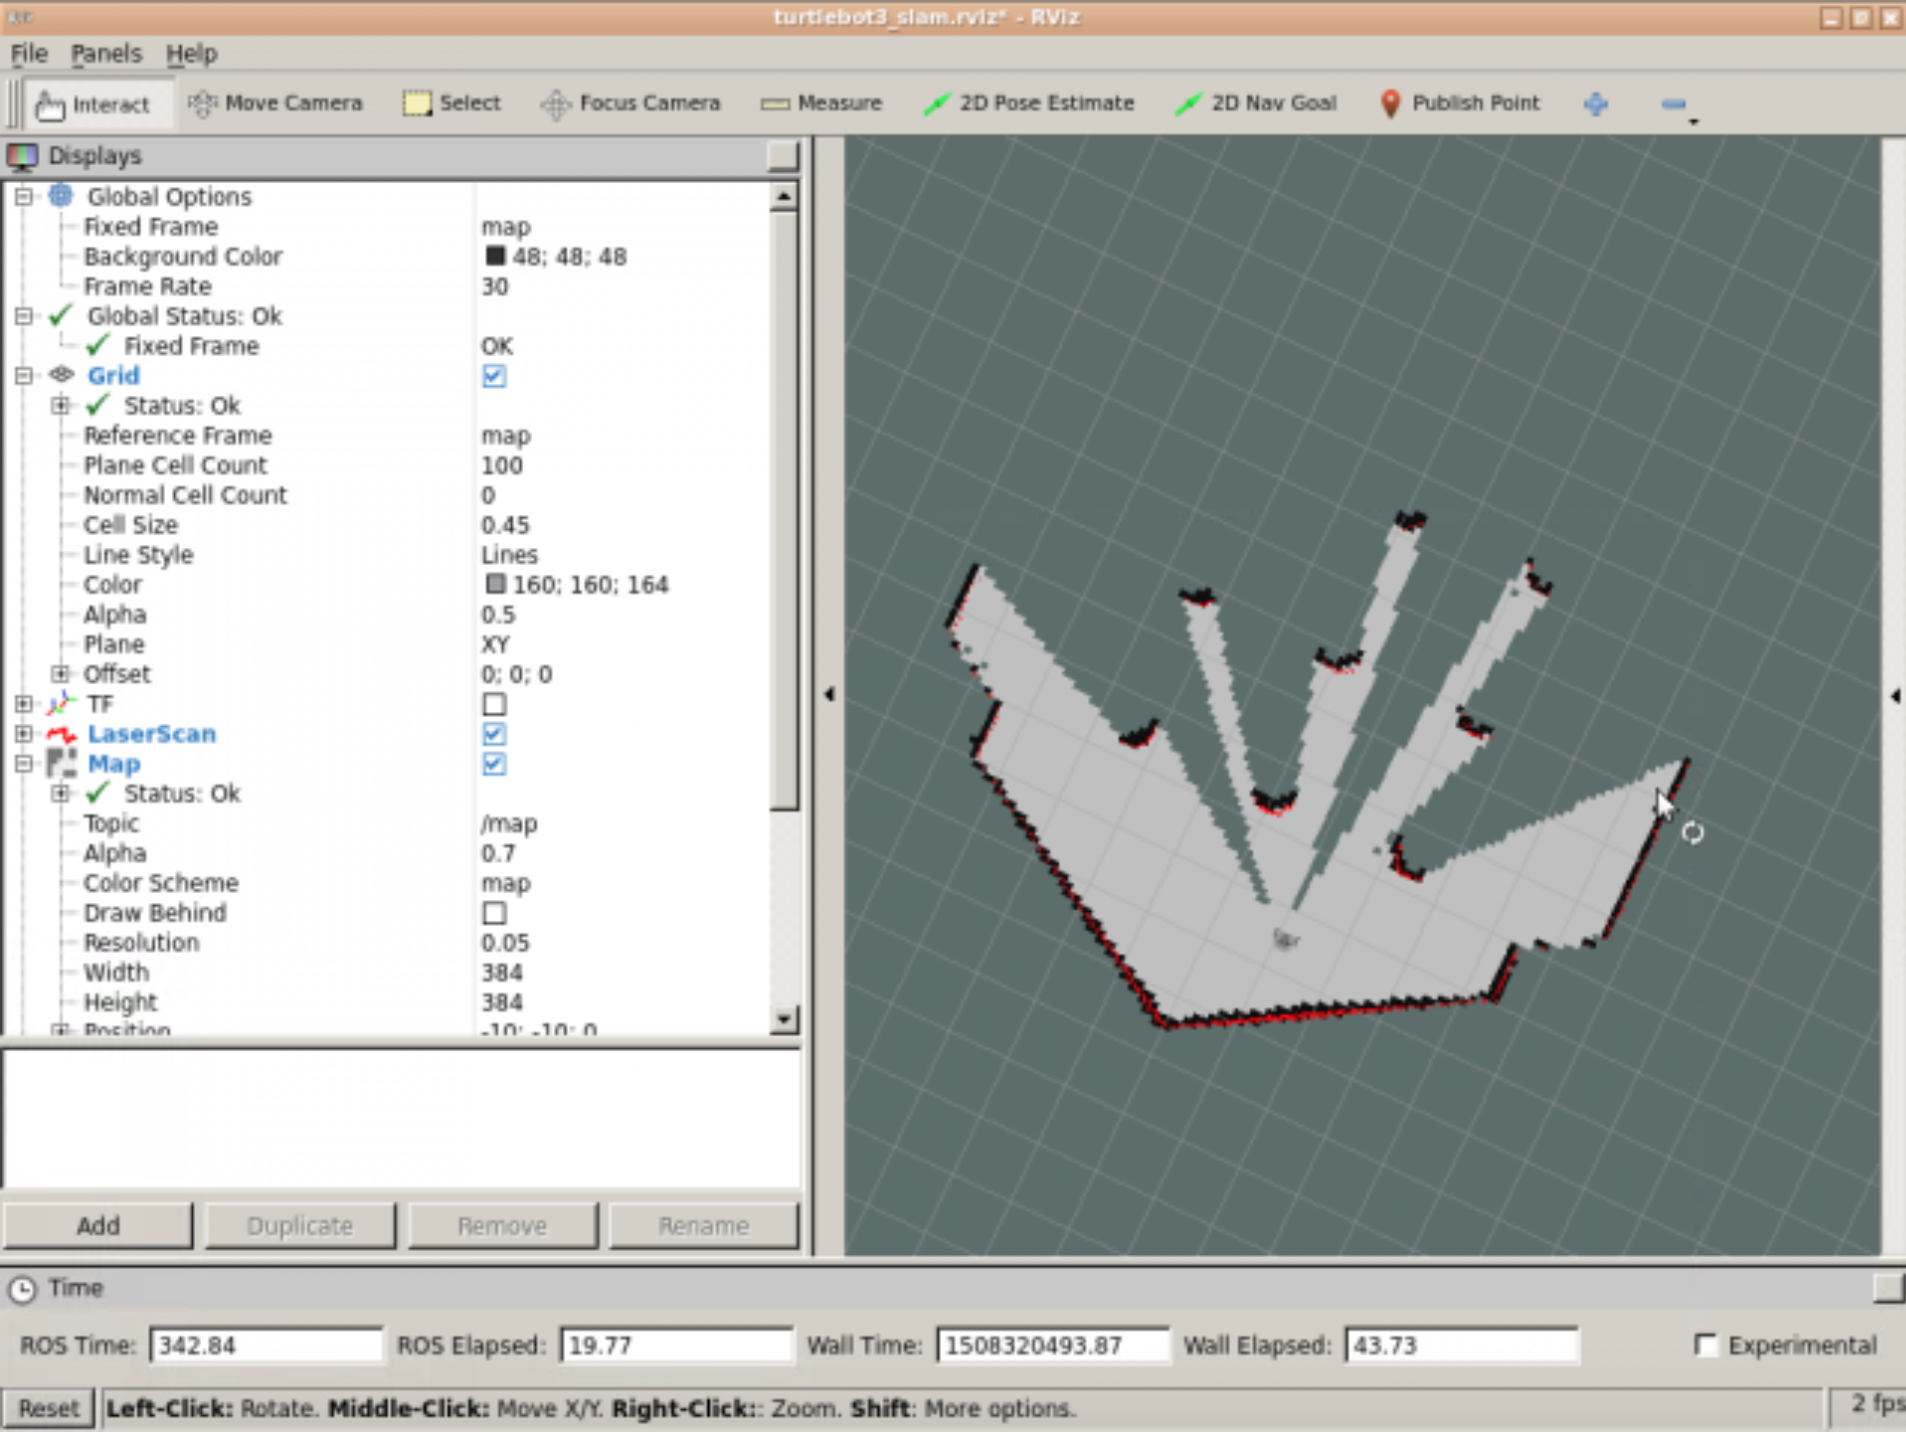 turtlebot3_slam.rviz* - RViz
File Panels Help
Interact Move Camera Select Focus Camera Measure 2D Pose Estimate 2D Nav Goal Publish Point
Displays
Global Options
Fixed Frame map
Background Color 48; 48; 48
Frame Rate 30
Global Status: Ok
Fixed Frame OK
Grid
Status: Ok
Reference Frame map
Plane Cell Count 100
Normal Cell Count 0
Cell Size 0.45
Line Style Lines
Color 160; 160; 164
Alpha 0.5
Plane XY
Offset 0; 0; 0
TF
LaserScan
Map
Status: Ok
Topic /map
Alpha 0.7
Color Scheme map
Draw Behind
Resolution 0.05
Width 384
Height 384
Position -10; -10; 0
Add Duplicate Remove Rename
Time
ROS Time: 342.84 ROS Elapsed: 19.77 Wall Time: 1508320493.87 Wall Elapsed: 43.73 Experimental
Reset Left-Click: Rotate. Middle-Click: Move X/Y. Right-Click:: Zoom. Shift: More options. 2 fps